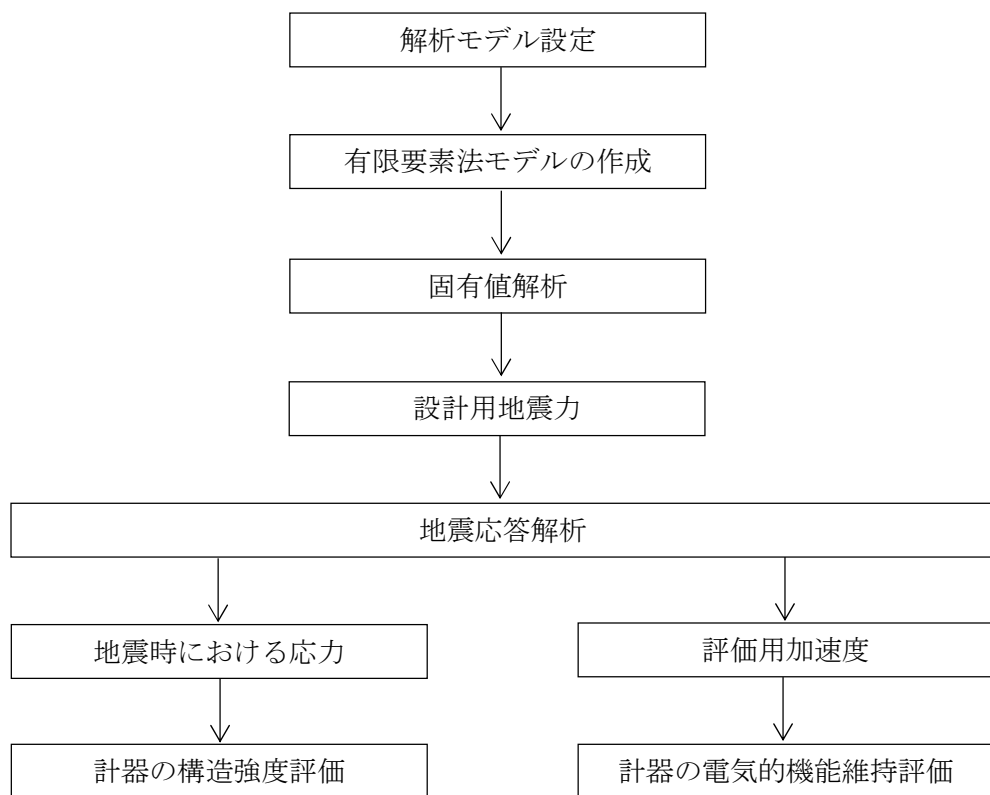 解析モデル設定
有限要素法モデルの作成
固有値解析
設計用地震力
地震応答解析
地震時における応力
評価用加速度
計器の構造強度評価
計器の電気的機能維持評価